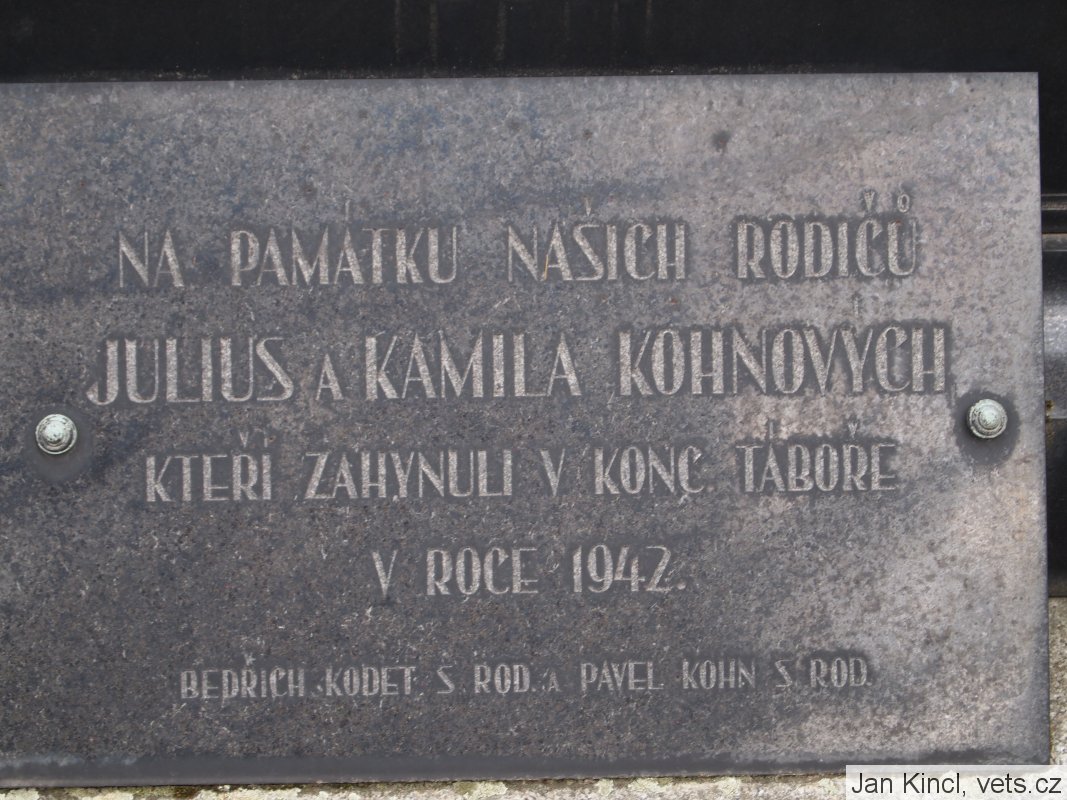 NA PAMÁTKU NAŠICH RODIČŮ
JULIUS A KAMILA KOHNOVÝCH
KTEŘÍ ZAHYNULI V KONC. TÁBOŘE
V ROCE 1942.
BEDŘICH KODET S ROD. A PAVEL KOHN S ROD.
Jan Kincl, vets.cz